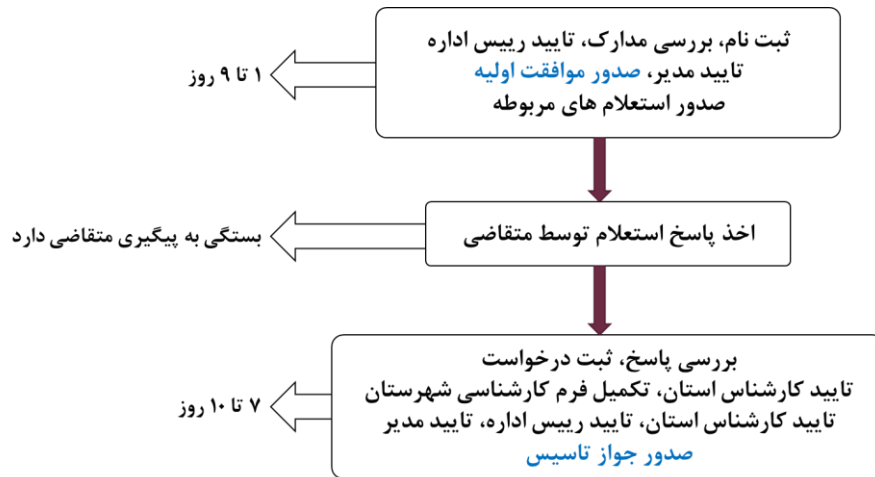 ثبت نام، بررسی مدارک، تایید رییس اداره
تایید مدیر، صدور موافقت اولیه
صدور استعلام های مربوطه
۱ تا ۹ روز
اخذ پاسخ استعلام توسط متقاضی
بستگی به پیگیری متقاضی دارد
بررسی پاسخ، ثبت درخواست
تایید کارشناس استان، تکمیل فرم کارشناسی شهرستان
تایید کارشناس استان، تایید رییس اداره، تایید مدیر
صدور جواز تاسیس
۷ تا ۱۰ روز